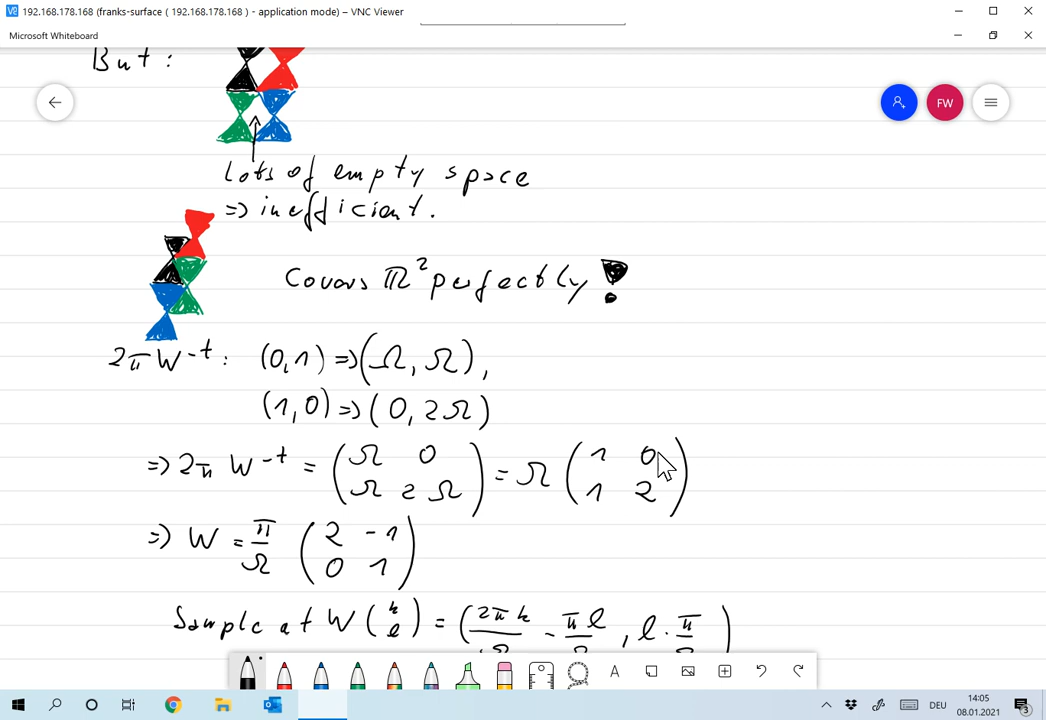 192.168.178.168 (franks-surface ( 192.168.178.168 ) - application mode) – VNC Viewer
Microsoft Whiteboard
But:
FW
Lots of empty space
=> inefficient.
Covers ℝ² perfectly!
2π W^-t : (0,1) => (Ω, Ω),
(1,0) => (0, 2Ω)
=> 2π W^-t = (Ω 0 / Ω 2Ω) = Ω (1 0 / 1 2)
=> W = π/Ω (2 -1 / 0 1)
Sample at W (k / l) = (2πk/Ω - πl/Ω, l · π/Ω)
A
DEU
14:05
08.01.2021
3